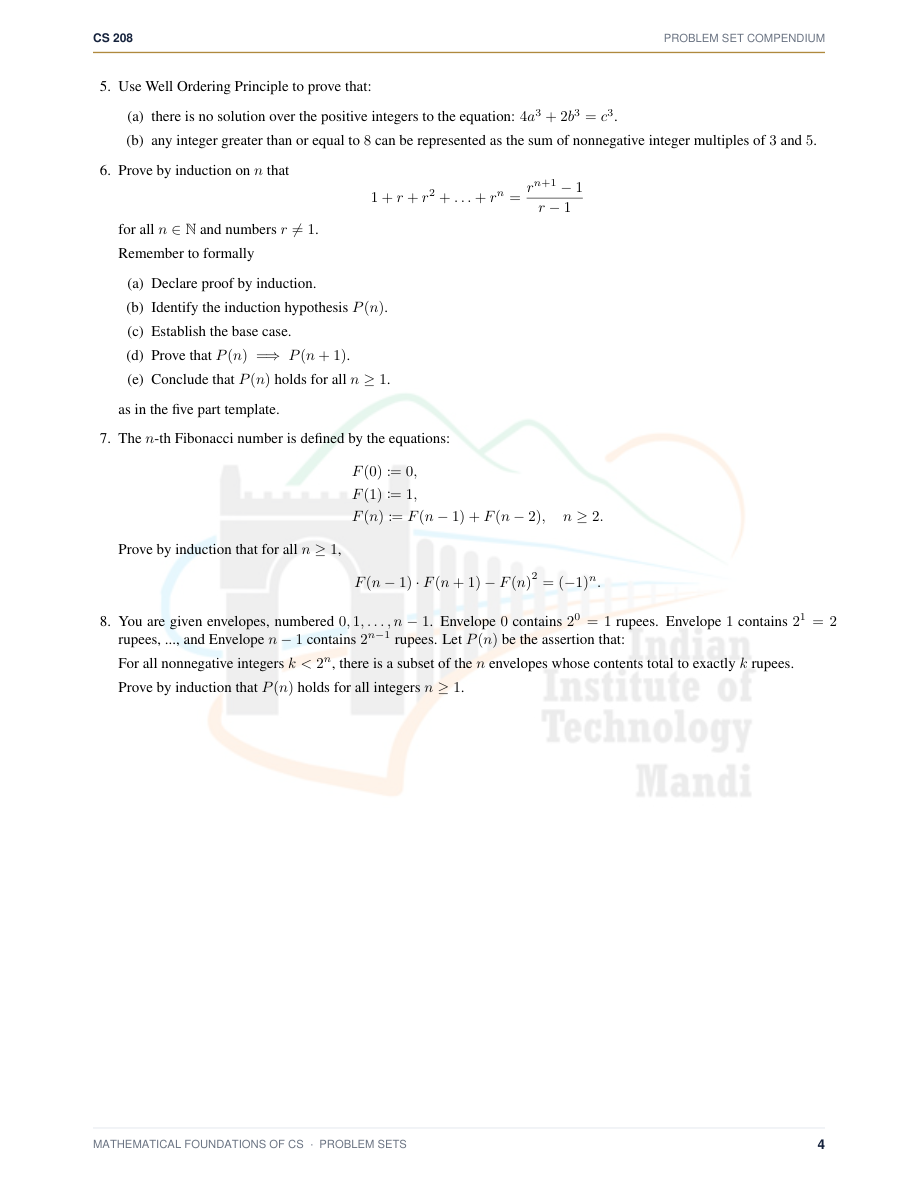 CS 208
PROBLEM SET COMPENDIUM
5. Use Well Ordering Principle to prove that:
(a) there is no solution over the positive integers to the equation: 4a³ + 2b³ = c³.
(b) any integer greater than or equal to 8 can be represented as the sum of nonnegative integer multiples of 3 and 5.
6. Prove by induction on n that
1 + r + r² + . . . + rⁿ = \frac{rⁿ⁺¹ − 1}{r − 1}
for all n ∈ ℕ and numbers r ≠ 1.
Remember to formally
(a) Declare proof by induction.
(b) Identify the induction hypothesis P(n).
(c) Establish the base case.
(d) Prove that P(n) ⟹ P(n + 1).
(e) Conclude that P(n) holds for all n ≥ 1.
as in the five part template.
7. The n-th Fibonacci number is defined by the equations:
F(0) := 0,
F(1) := 1,
F(n) := F(n − 1) + F(n − 2), n ≥ 2.
Prove by induction that for all n ≥ 1,
F(n − 1) · F(n + 1) − F(n)² = (−1)ⁿ.
8. You are given envelopes, numbered 0, 1, . . . , n − 1. Envelope 0 contains 2⁰ = 1 rupees. Envelope 1 contains 2¹ = 2
rupees, ..., and Envelope n − 1 contains 2ⁿ⁻¹ rupees. Let P(n) be the assertion that:
For all nonnegative integers k < 2ⁿ, there is a subset of the n envelopes whose contents total to exactly k rupees.
Prove by induction that P(n) holds for all integers n ≥ 1.
Indian
Institute of
Technology
Mandi
MATHEMATICAL FOUNDATIONS OF CS · PROBLEM SETS
4